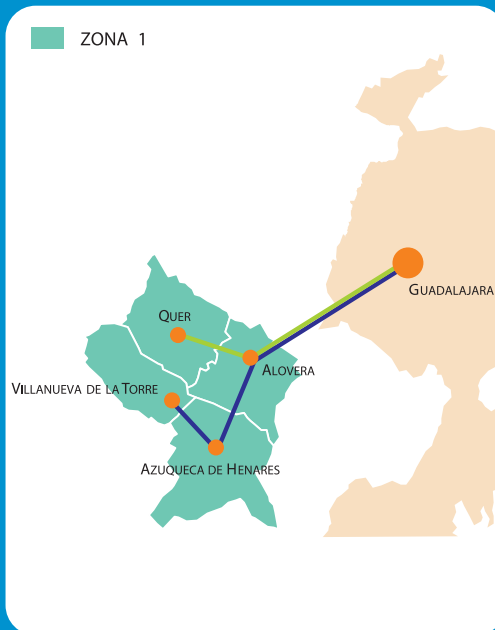 ZONA 1
GUADALAJARA
QUER
ALOVERA
VILLANUEVA DE LA TORRE
AZUQUECA DE HENARES